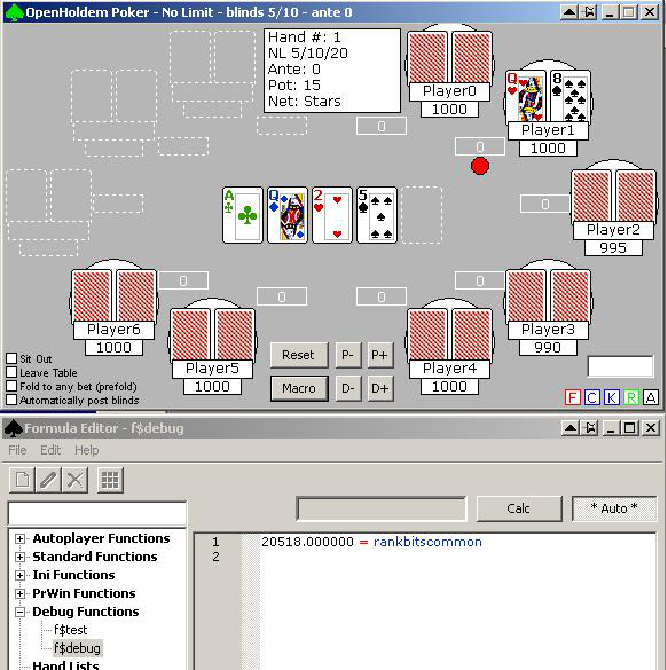 OpenHoldem Poker - No Limit - blinds 5/10 - ante 0
Hand #: 1
NL 5/10/20
Ante: 0
Pot: 15
Net: Stars
Player0
1000
0
Q
8
Player1
1000
0
Player2
995
0
A
Q
2
5
Player6
1000
0
Player5
1000
0
Player4
1000
0
Player3
990
0
Reset
P-
P+
Macro
D-
D+
Sit Out
Leave Table
Fold to any bet (prefold)
Automatically post blinds
F C K R A
Formula Editor - f$debug
File Edit Help
Calc
* Auto *
Autoplayer Functions
Standard Functions
Ini Functions
PrWin Functions
Debug Functions
f$test
f$debug
Hand Lists
1 20518.000000 = rankbitscommon
2